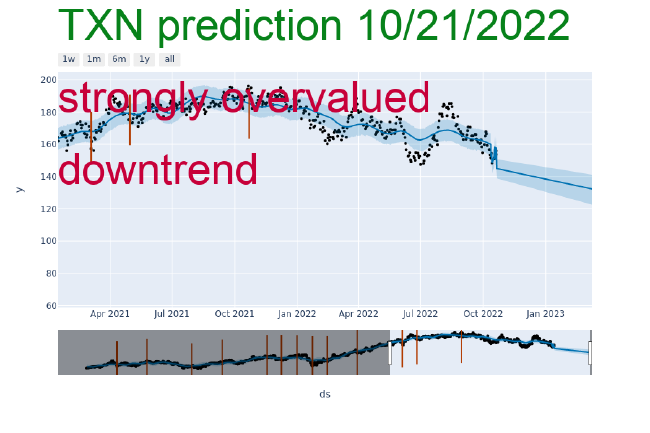 TXN prediction 10/21/2022
1w 1m 6m 1y all
200
strongly overvalued
180
160
downtrend
140
y
120
100
80
60
Apr 2021 Jul 2021 Oct 2021 Jan 2022 Apr 2022 Jul 2022 Oct 2022 Jan 2023
ds